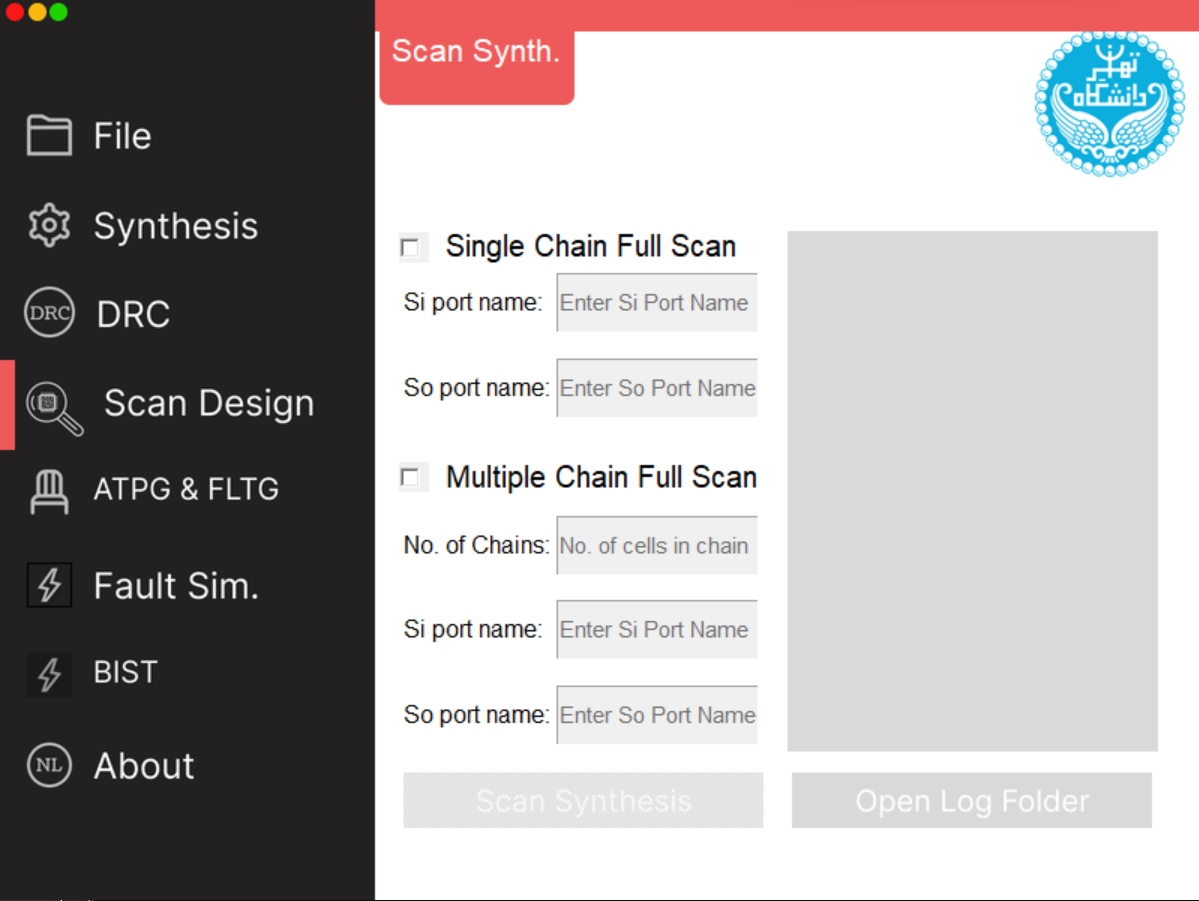 Scan Synth.
تهران
دانشگاه
File
Synthesis
DRC
DRC
Scan Design
ATPG & FLTG
Fault Sim.
BIST
NL
About
Single Chain Full Scan
Si port name:
Enter Si Port Name
So port name:
Enter So Port Name
Multiple Chain Full Scan
No. of Chains:
No. of cells in chain
Si port name:
Enter Si Port Name
So port name:
Enter So Port Name
Scan Synthesis
Open Log Folder